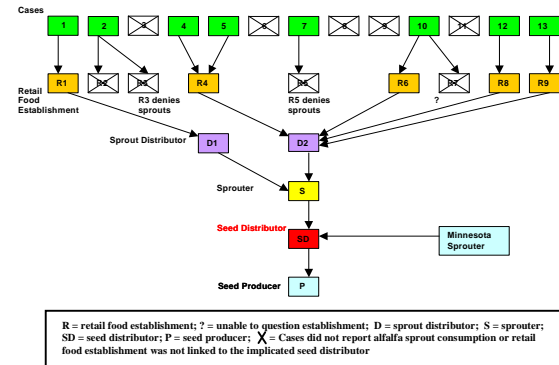 Cases
1 2 3 4 5 6 7 8 9 10 11 12 13
R1 R2 R3 R4 R5 R6 R7 R8 R9
Retail
Food
Establishment
R3 denies
sprouts
R5 denies
sprouts
?
Sprout Distributor
D1
D2
Sprouter
S
Seed Distributor
SD
Minnesota
Sprouter
Seed Producer
P
R = retail food establishment; ? = unable to question establishment; D = sprout distributor; S = sprouter;
SD = seed distributor; P = seed producer; X = Cases did not report alfalfa sprout consumption or retail
food establishment was not linked to the implicated seed distributor